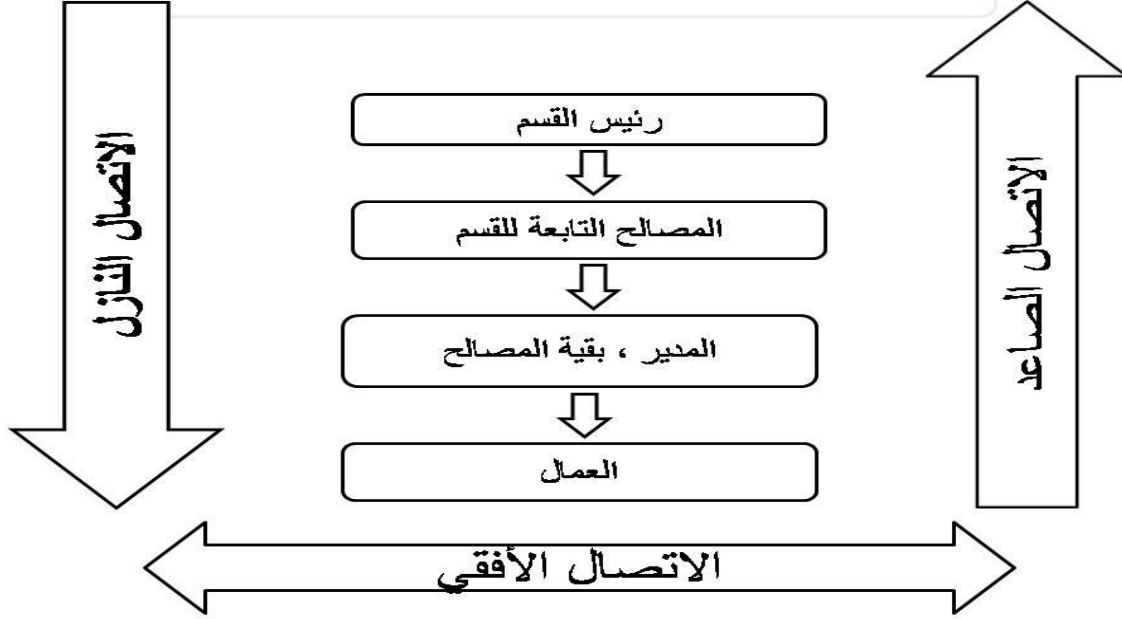 رئيس القسم
المصالح التابعة للقسم
المدير ، بقية المصالح
العمال
الاتصال الصاعد
الاتصال النازل
الاتصال الأفقي